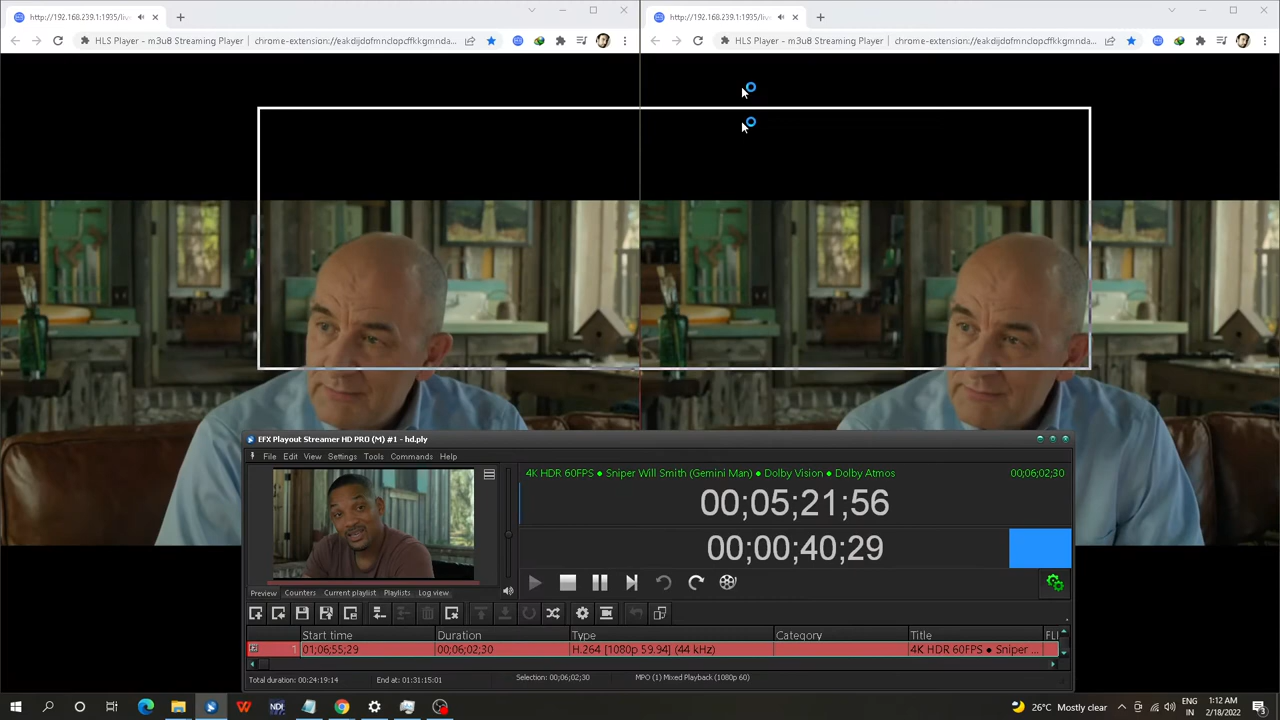 http://192.168.239.1:1935/liv
http://192.168.239.1:1935/liv
HLS Player - m3u8 Streaming Player | chrome-extension://eakdijdofmnclopcffkkgmnda...
HLS Player - m3u8 Streaming Player | chrome-extension://eakdijdofmnclopcffkkgmnda...
EFX Playout Streamer HD PRO (M) #1 - hd.ply
File Edit View Settings Tools Commands Help
4K HDR 60FPS ● Sniper Will Smith (Gemini Man) ● Dolby Vision ● Dolby Atmos 00;06;02;30
00;05;21;56
00;00;40;29
Preview Counters Current playlist Playlists Log view
Start time Duration Type Category Title
1 01;06;55;29 00;06;02;30 H.264 [1080p 59.94] (44 kHz) 4K HDR 60FPS ● Sniper ...
Total duration: 00:24:19:14 End at: 01:31:15:01 Selection: 00;06;02;30 MPO (1) Mixed Playback (1080p 60)
26°C Mostly clear ENG IN 1:12 AM 2/18/2022 3